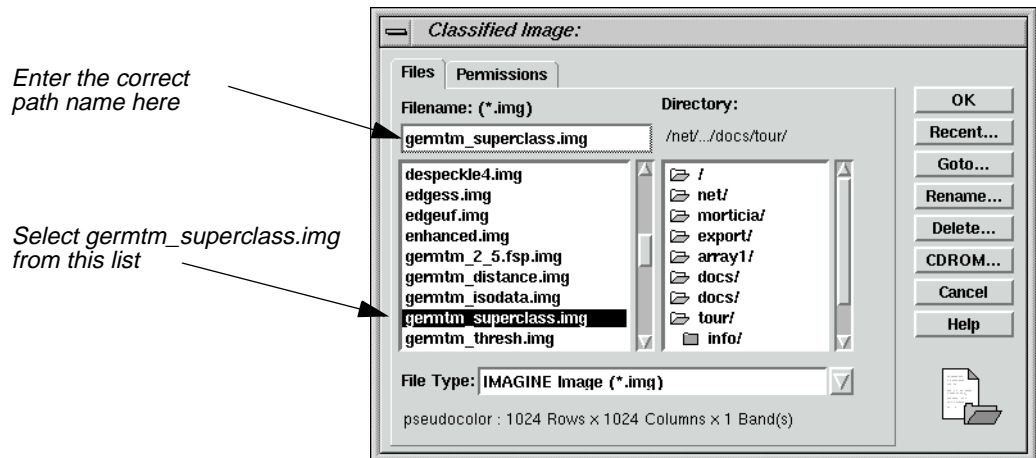 Classified Image:
Enter the correct
path name here
Files
Permissions
Filename: (*.img)
Directory:
germtm_superclass.img
/net/.../docs/tour/
Select germtm_superclass.img
from this list
despeckle4.img
edgess.img
edgeuf.img
enhanced.img
germtm_2_5.fsp.img
germtm_distance.img
germtm_isodata.img
germtm_superclass.img
germtm_thresh.img
/
net/
morticia/
export/
array1/
docs/
docs/
tour/
info/
File Type: IMAGINE Image (*.img)
pseudocolor : 1024 Rows x 1024 Columns x 1 Band(s)
OK
Recent...
Goto...
Rename...
Delete...
CDROM...
Cancel
Help